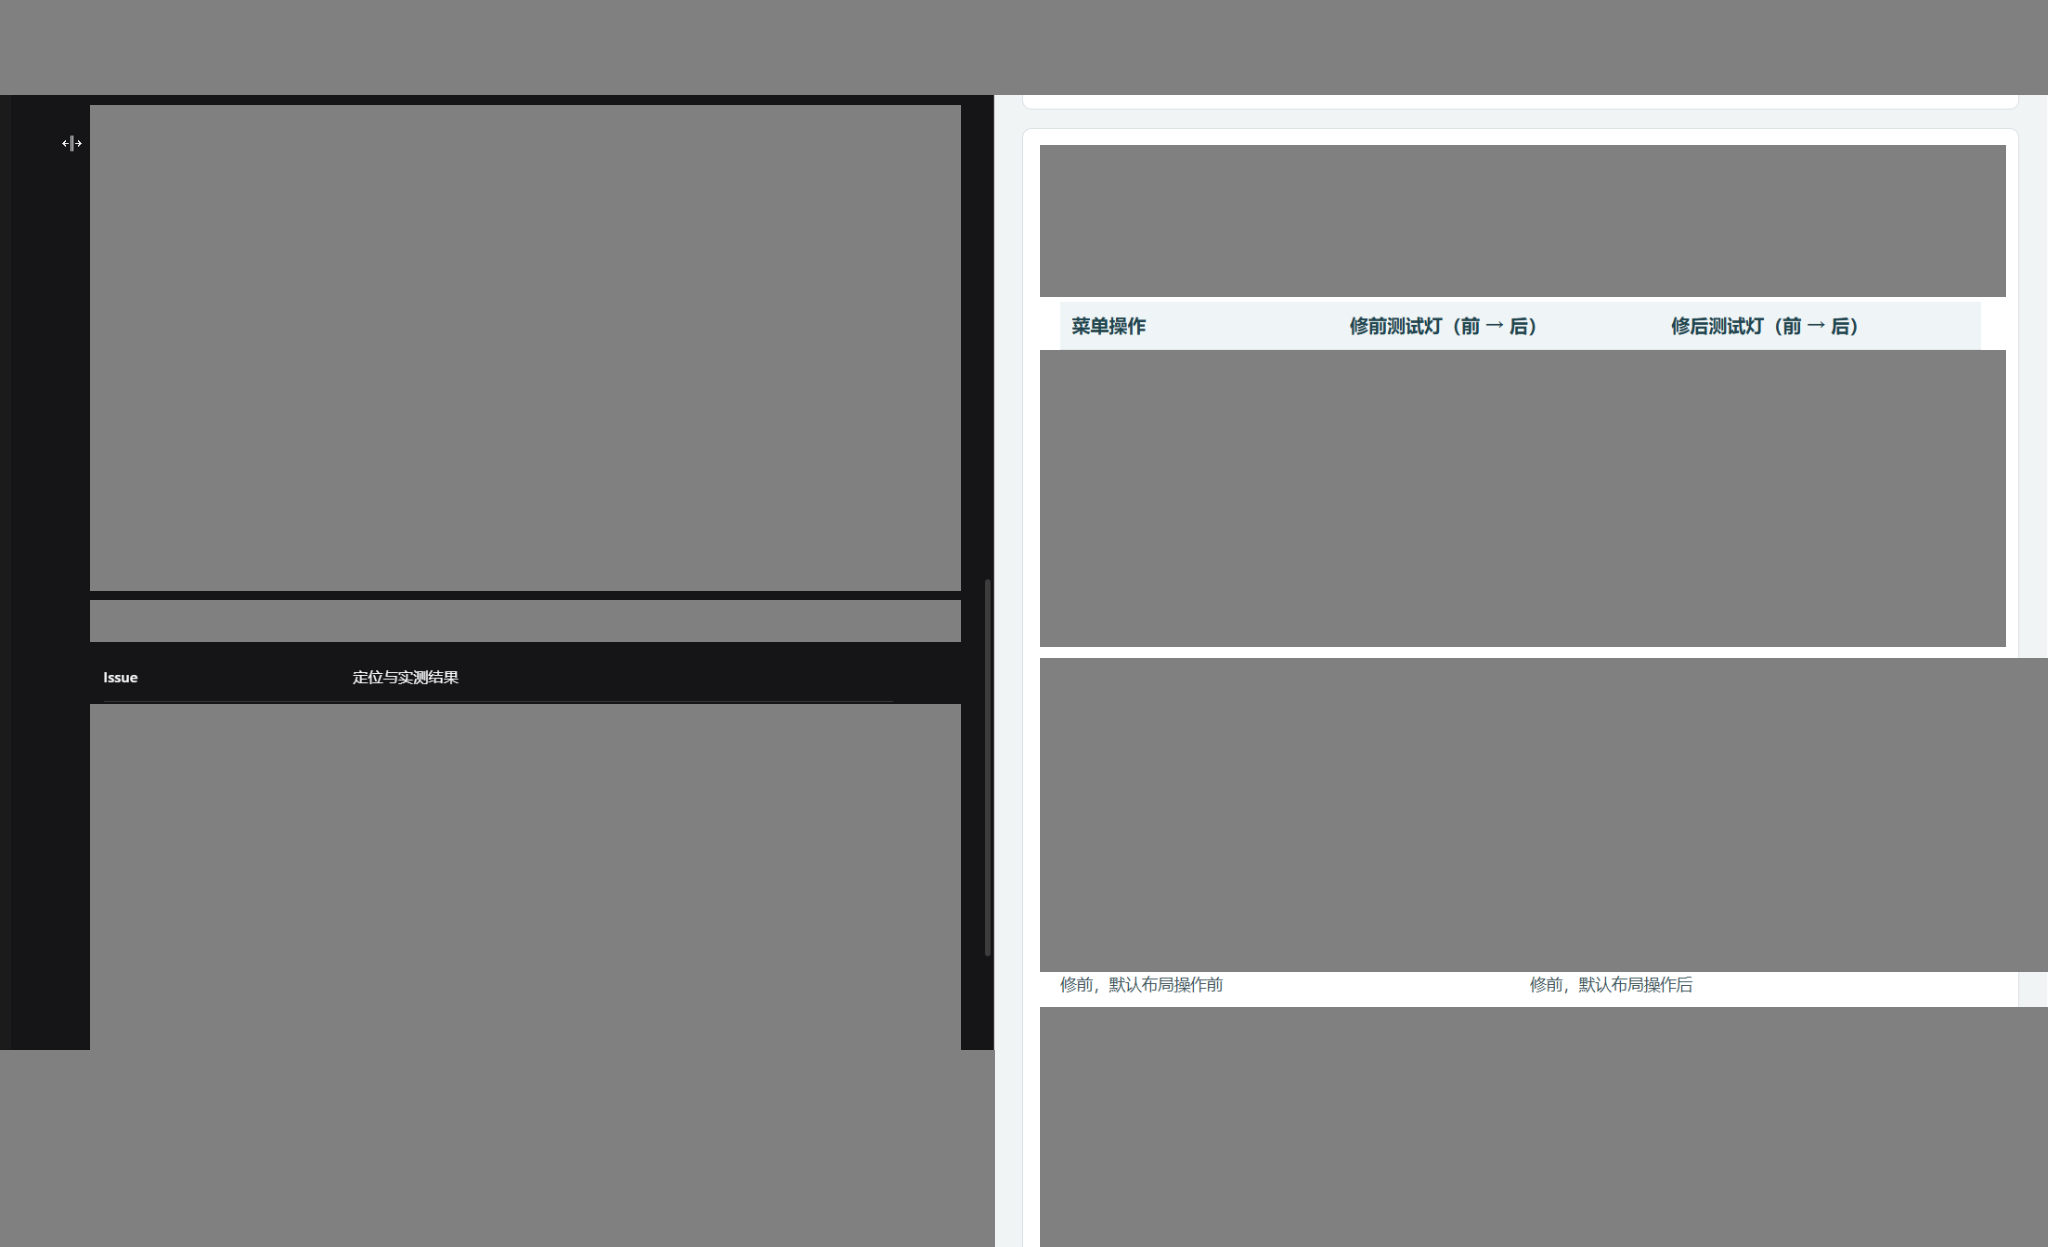 Issue 定位与实测结果
菜单操作 修前测试灯（前 → 后） 修后测试灯（前 → 后）
修前，默认布局操作前 修前，默认布局操作后